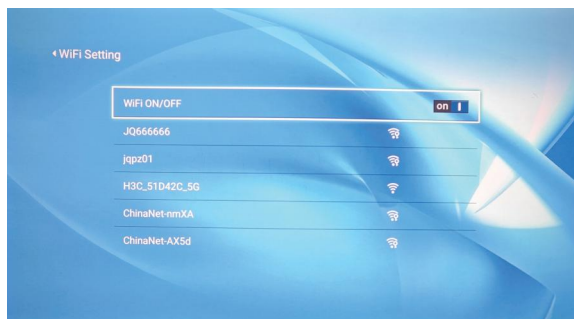 WiFi Setting
WiFi ON/OFF on
JQ666666
jqpz01
H3C_51D42C_5G
ChinaNet-nmXA
ChinaNet-AX5d